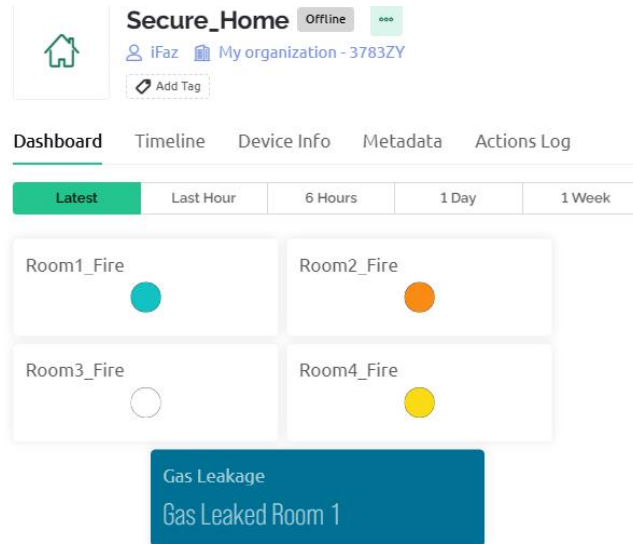 Secure_Home Offline
iFaz My organization - 3783ZY
Add Tag
Dashboard Timeline Device Info Metadata Actions Log
Latest Last Hour 6 Hours 1 Day 1 Week
Room1_Fire Room2_Fire
Room3_Fire Room4_Fire
Gas Leakage
Gas Leaked Room 1